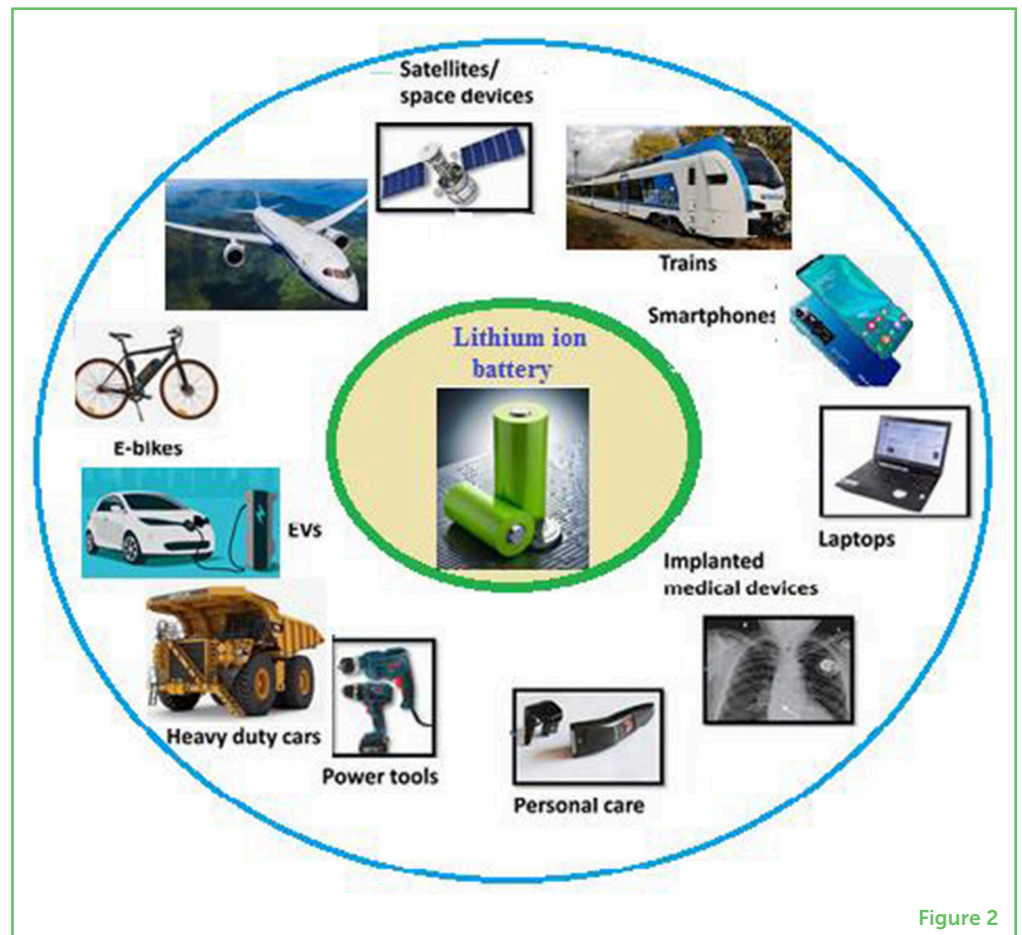 Satellites/
space devices
Trains
Smartphones
Lithium ion
battery
E-bikes
EVs
Laptops
Implanted
medical devices
Heavy duty cars
Power tools
Personal care
Figure 2